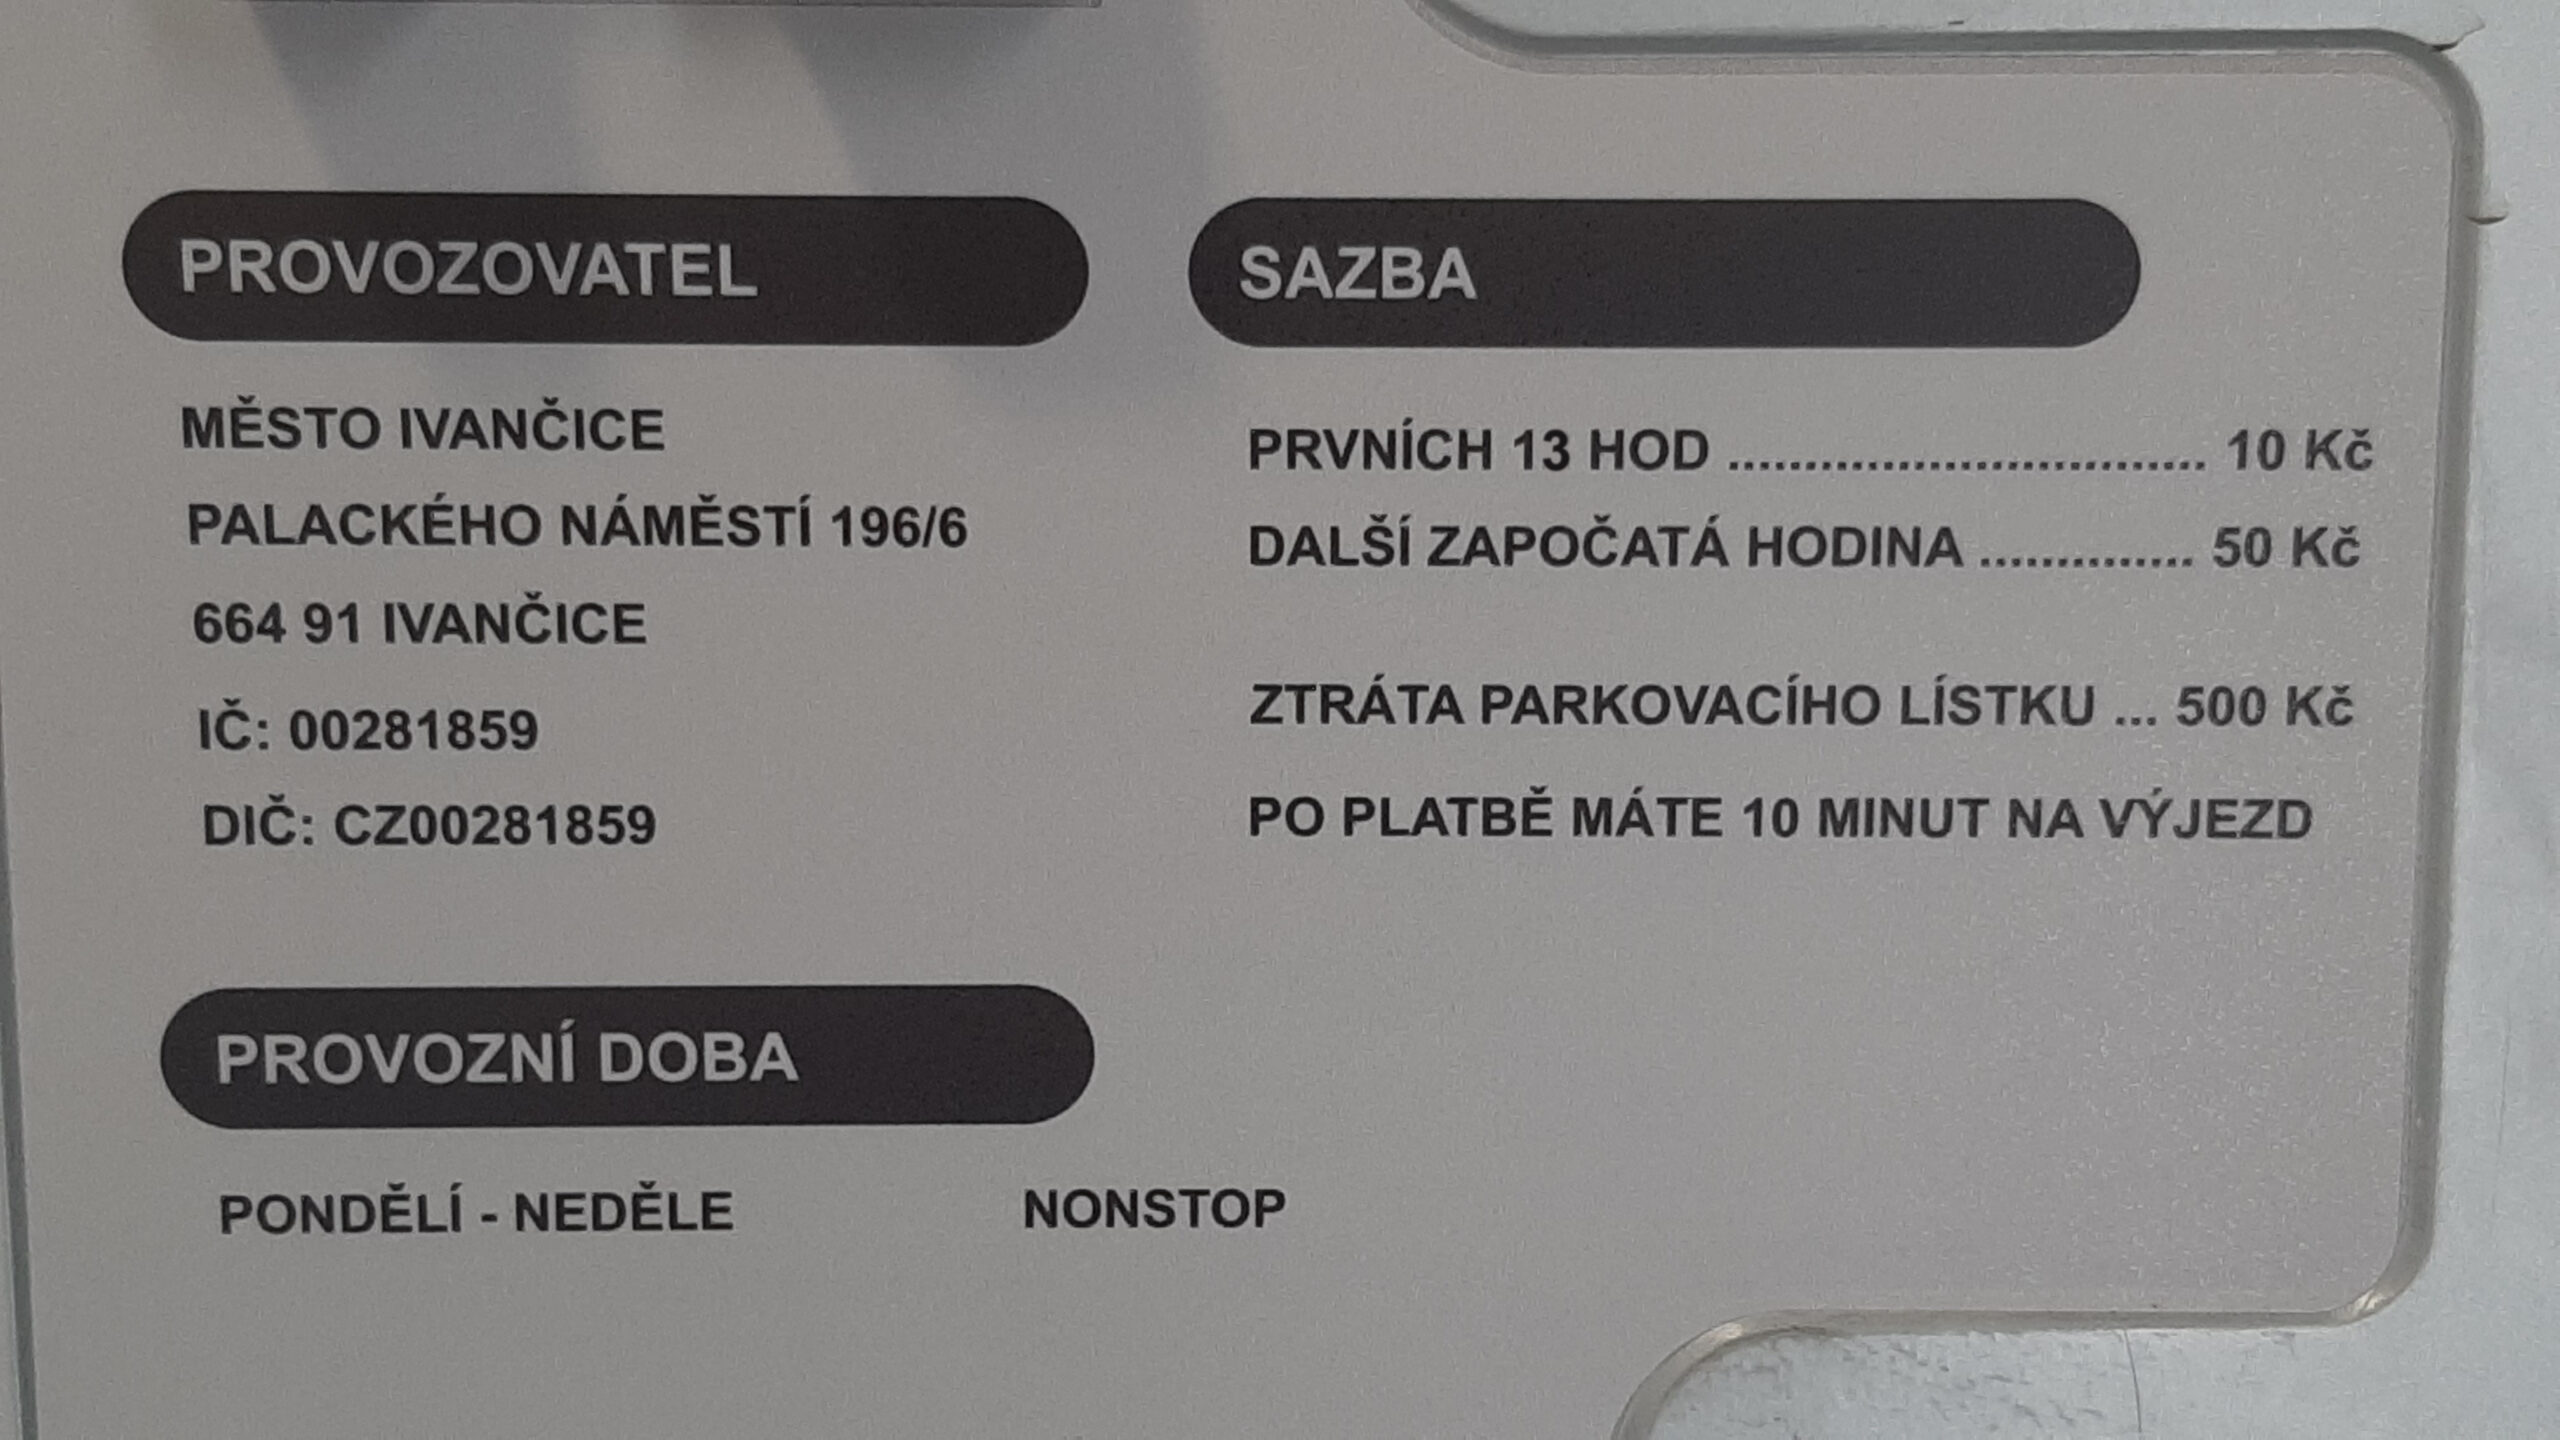 PROVOZOVATEL
MĚSTO IVANČICE
PALACKÉHO NÁMĚSTÍ 196/6
664 91 IVANČICE
IČ: 00281859
DIČ: CZ00281859
SAZBA
PRVNÍCH 13 HOD ............................... 10 Kč
DALŠÍ ZAPOČATÁ HODINA .............. 50 Kč
ZTRÁTA PARKOVACÍHO LÍSTKU ... 500 Kč
PO PLATBĚ MÁTE 10 MINUT NA VÝJEZD
PROVOZNÍ DOBA
PONDĚLÍ - NEDĚLE NONSTOP